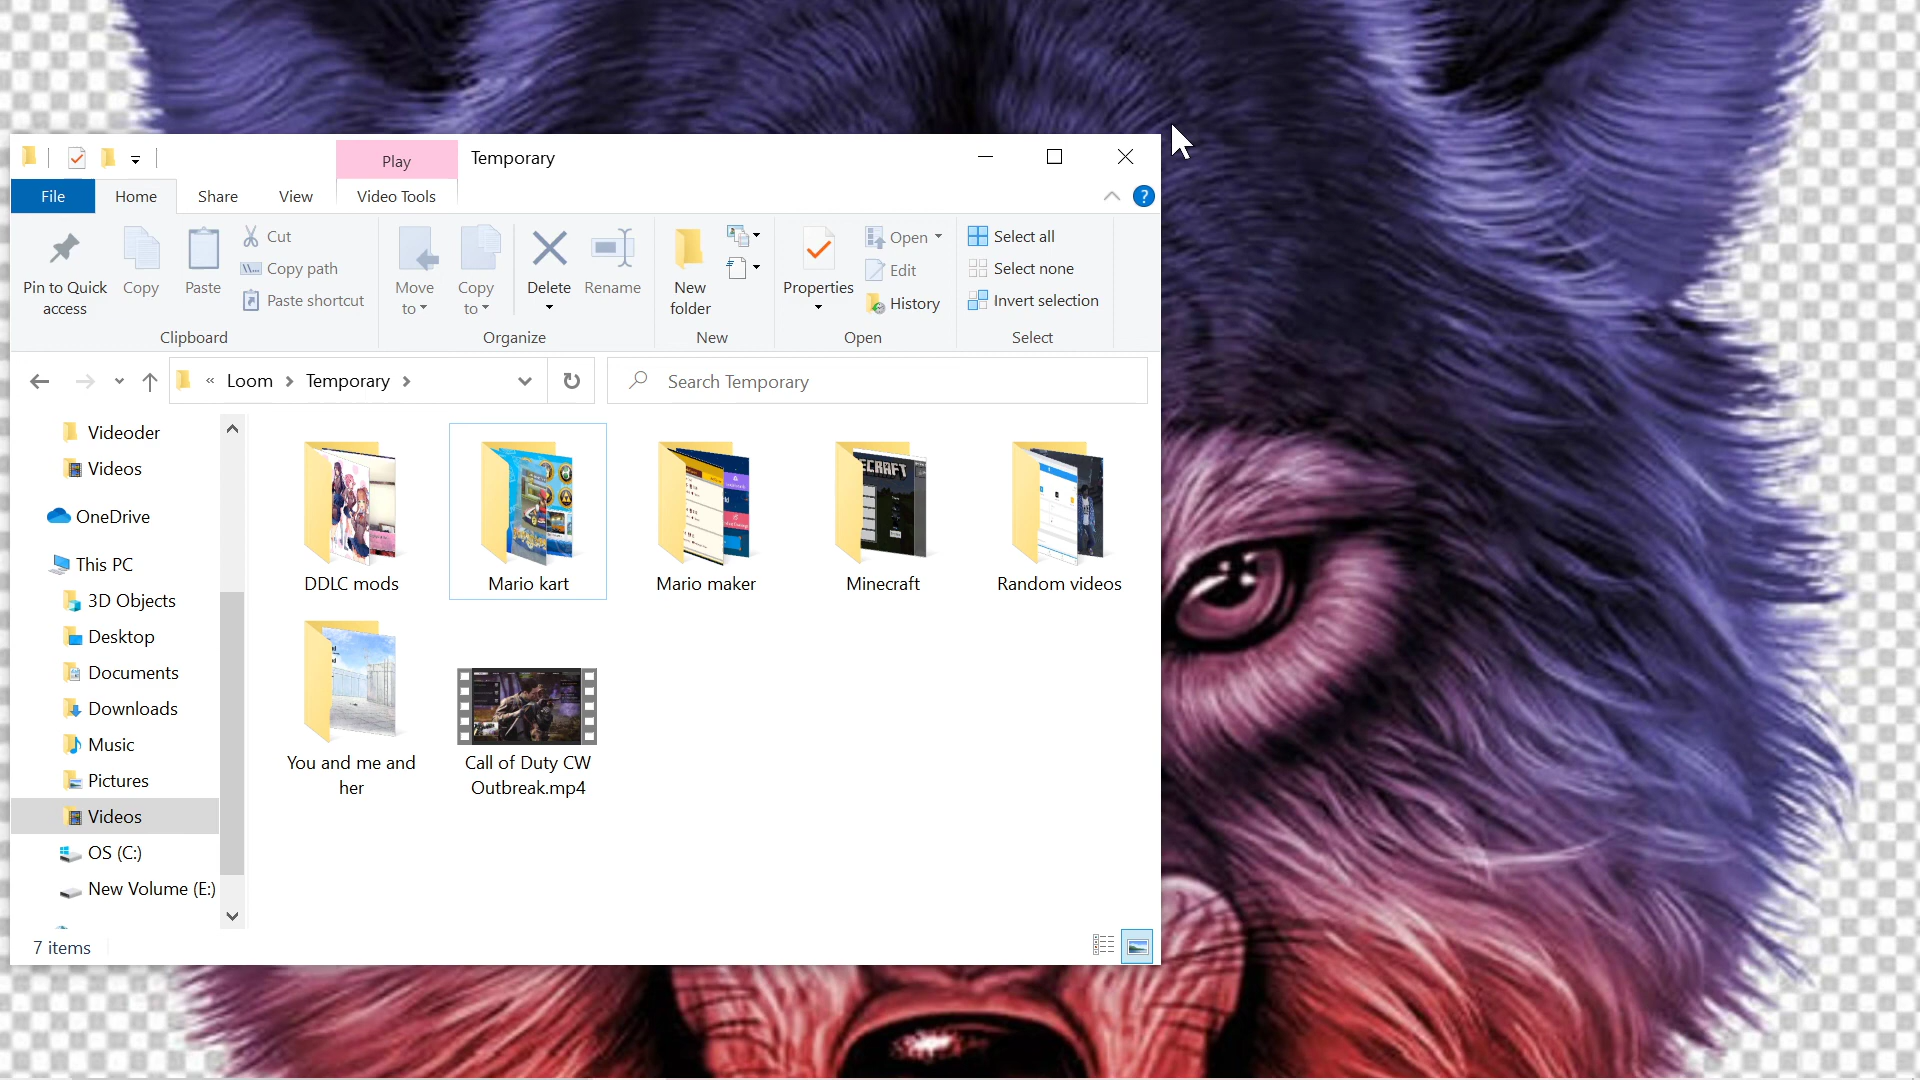 Play
Temporary
File
Home
Share
View
Video Tools
?
Pin to Quick
access
Copy
Paste
Cut
Copy path
Paste shortcut
Clipboard
Move
to
Copy
to
Delete
Rename
Organize
New
folder
New
Properties
Open
Edit
History
Open
Select all
Select none
Invert selection
Select
« Loom > Temporary >
Search Temporary
Videoder
Videos
OneDrive
This PC
3D Objects
Desktop
Documents
Downloads
Music
Pictures
Videos
OS (C:)
New Volume (E:)
ECRAFT
DDLC mods
Mario kart
Mario maker
Minecraft
Random videos
You and me and
her
Call of Duty CW
Outbreak.mp4
7 items